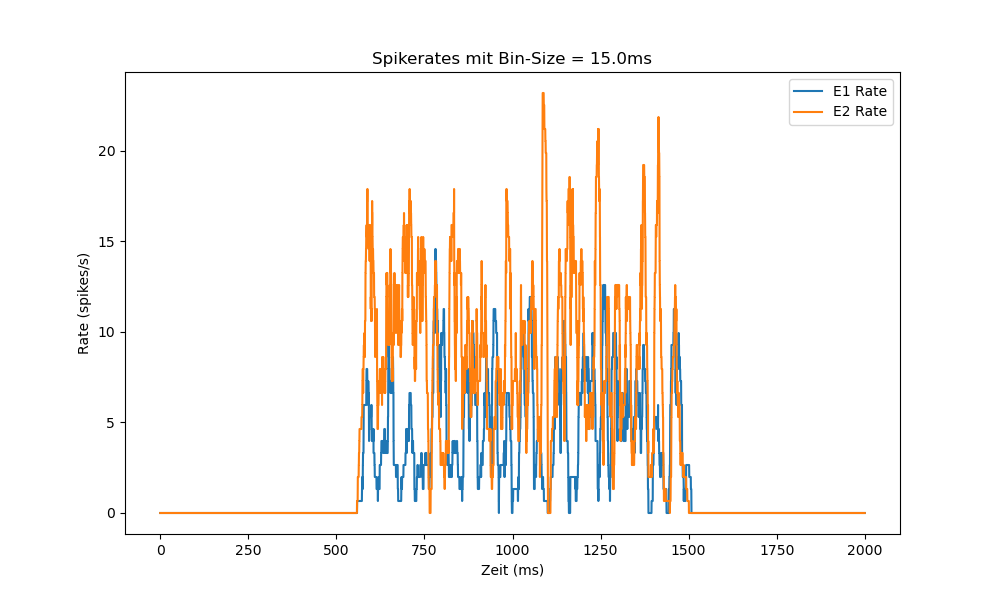 Spikerates mit Bin-Size = 15.0ms
E1 Rate
E2 Rate
Rate (spikes/s)
20
15
10
5
0
0 250 500 750 1000 1250 1500 1750 2000
Zeit (ms)